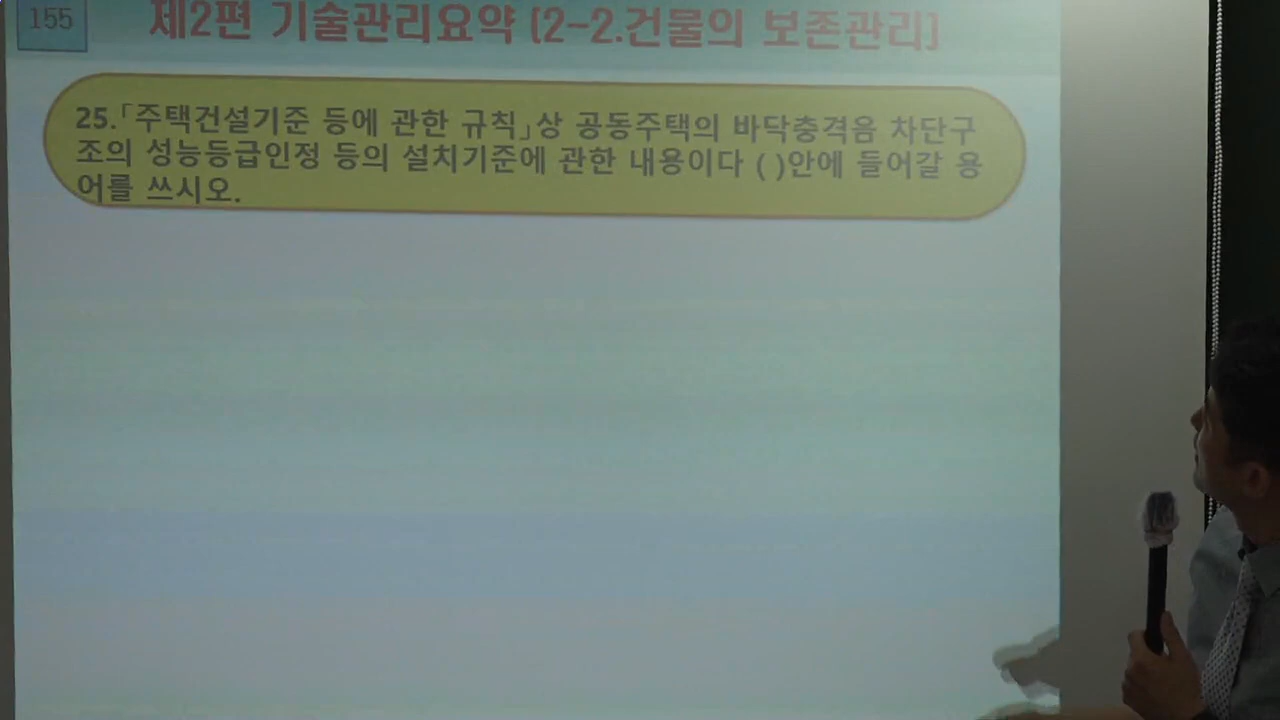 155
제2편 기술관리요약 [2-2.건물의 보존관리]
25.「주택건설기준 등에 관한 규칙」상 공동주택의 바닥충격음 차단구
조의 성능등급인정 등의 설치기준에 관한 내용이다 ( )안에 들어갈 용
어를 쓰시오.